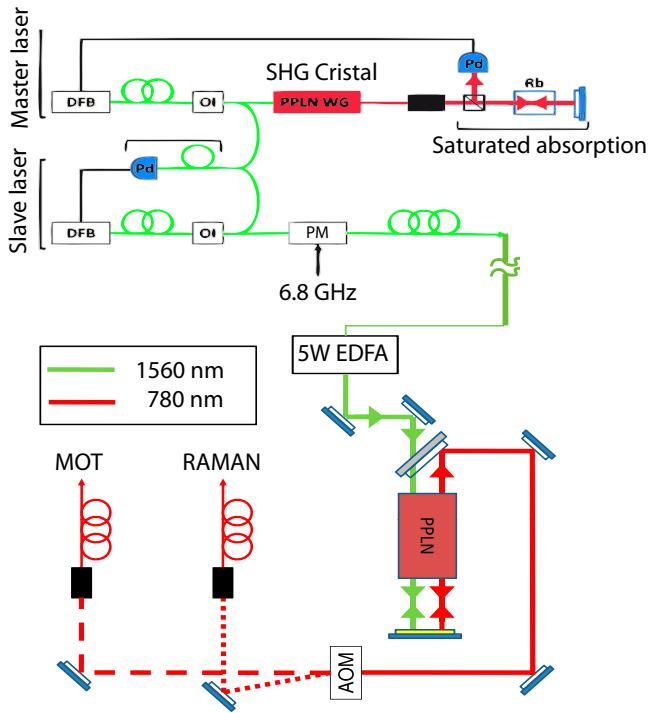 Master laser
DFB
OI
SHG Cristal
PPLN WG
Pd
Rb
Saturated absorption
Slave laser
Pd
DFB
OI
PM
6.8 GHz
5W EDFA
1560 nm
780 nm
MOT
RAMAN
PPLN
AOM